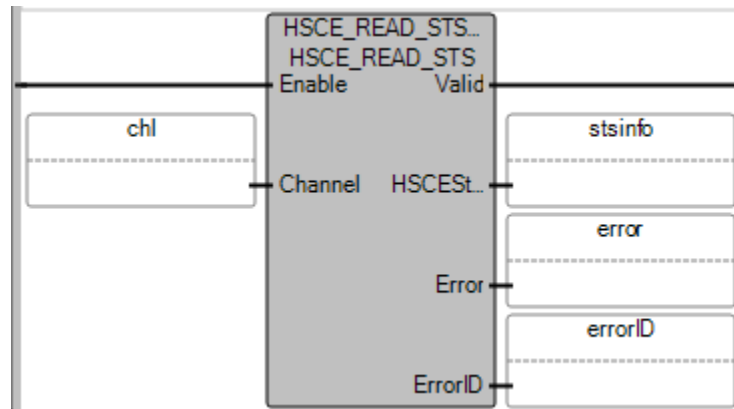 HSCE_READ_STS...
HSCE_READ_STS
Enable Valid
chl stsinfo
Channel HSCESt...
error
Error
errorID
ErrorID